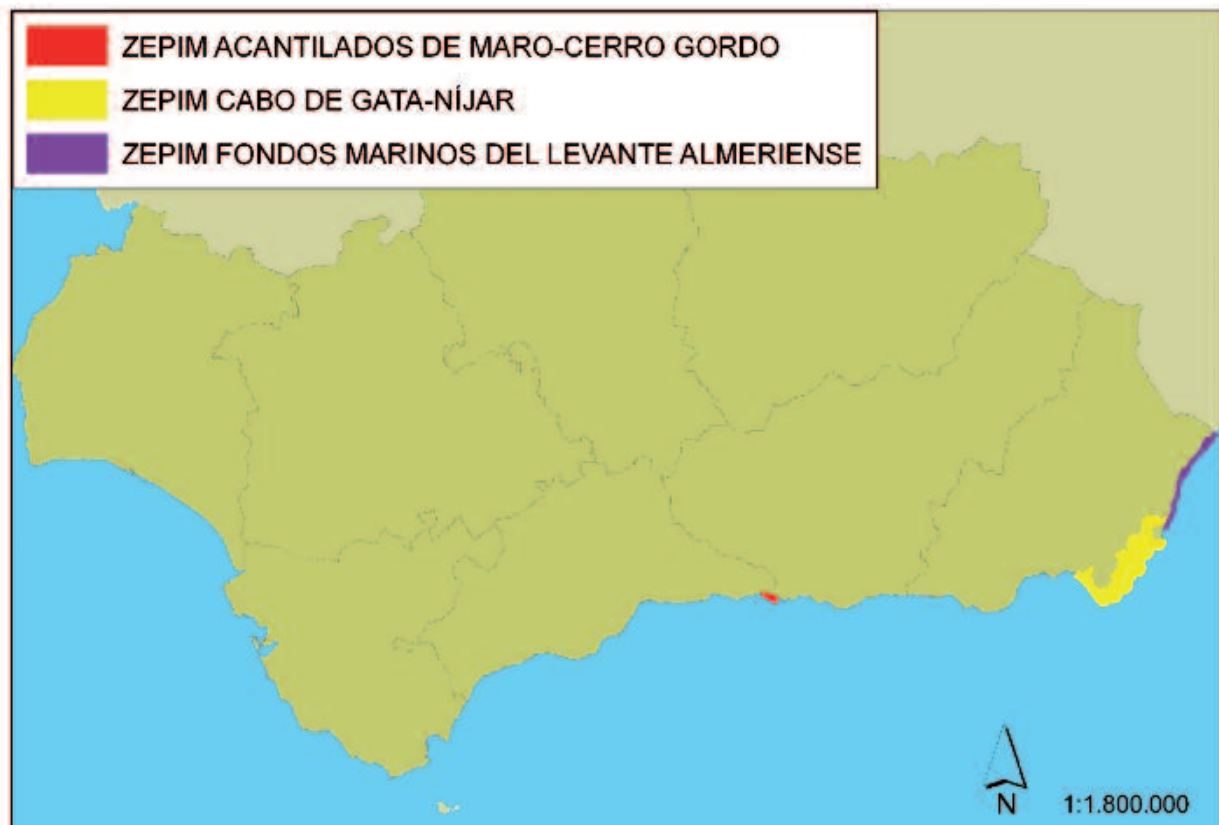 ZEPIM ACANTILADOS DE MARO-CERRO GORDO
ZEPIM CABO DE GATA-NÍJAR
ZEPIM FONDOS MARINOS DEL LEVANTE ALMERIENSE
N
1:1.800.000